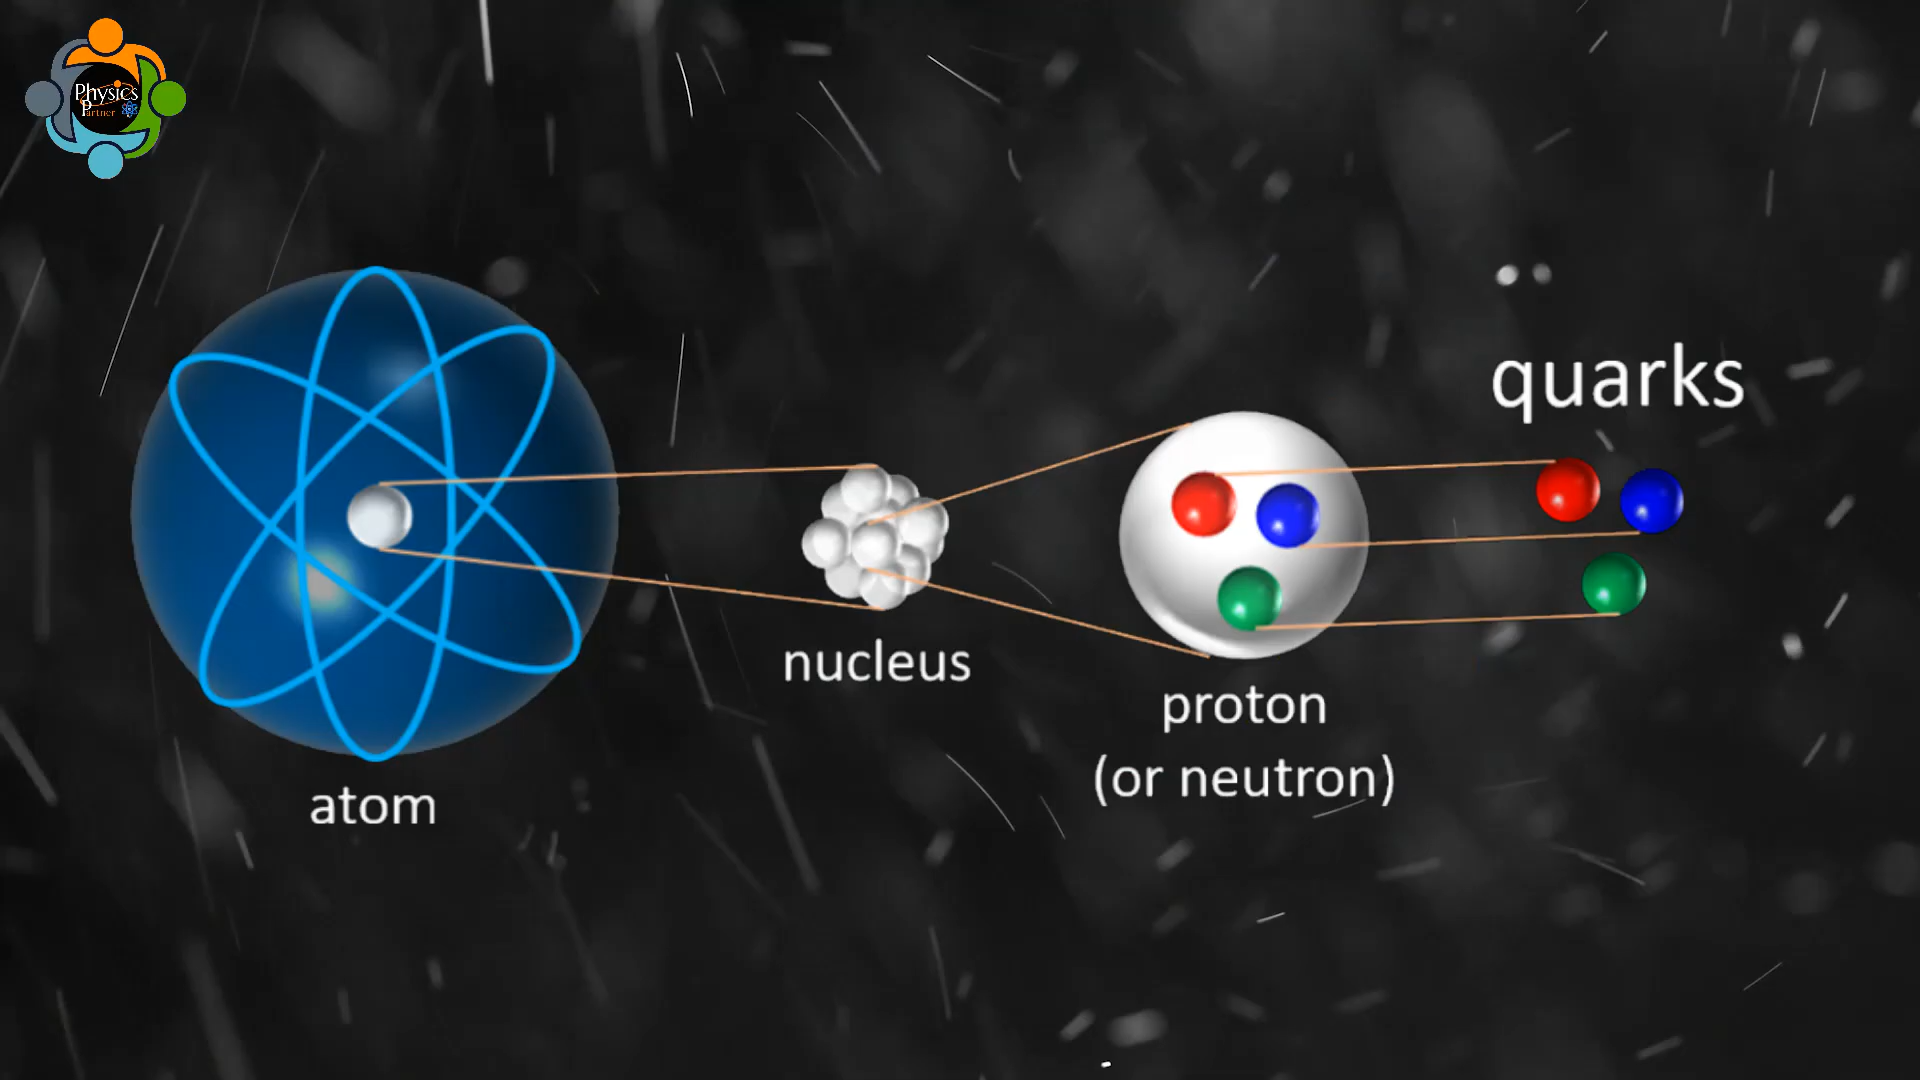 Physics
Partner
quarks
nucleus
proton
(or neutron)
atom